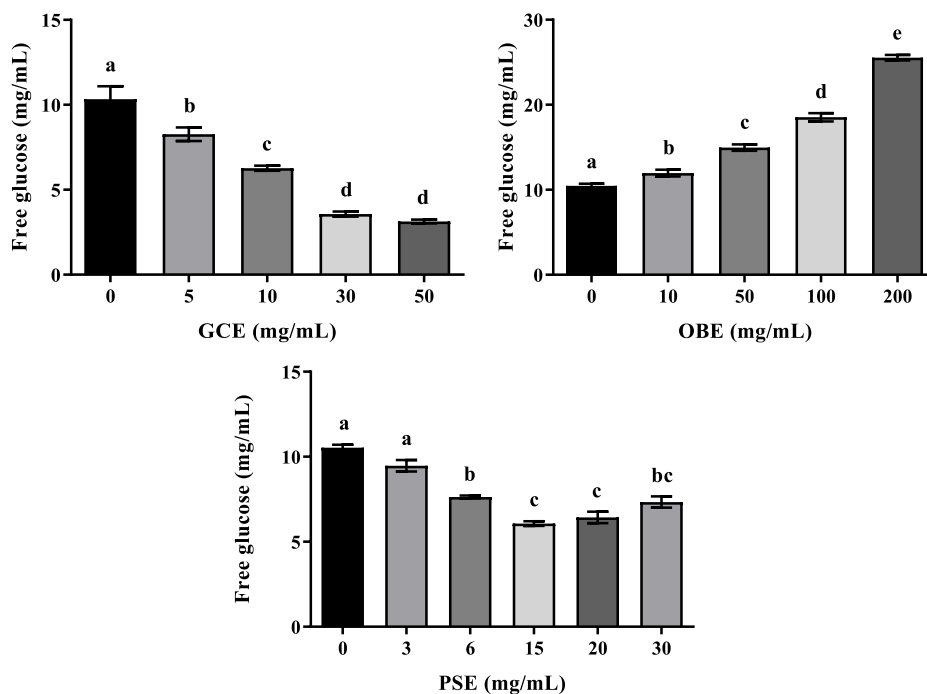 Free glucose (mg/mL)
15
10
5
0
a
b
c
d
d
0 5 10 30 50
GCE (mg/mL)
Free glucose (mg/mL)
30
20
10
0
a
b
c
d
e
0 10 50 100 200
OBE (mg/mL)
Free glucose (mg/mL)
15
10
5
0
a
a
b
c
c
bc
0 3 6 15 20 30
PSE (mg/mL)